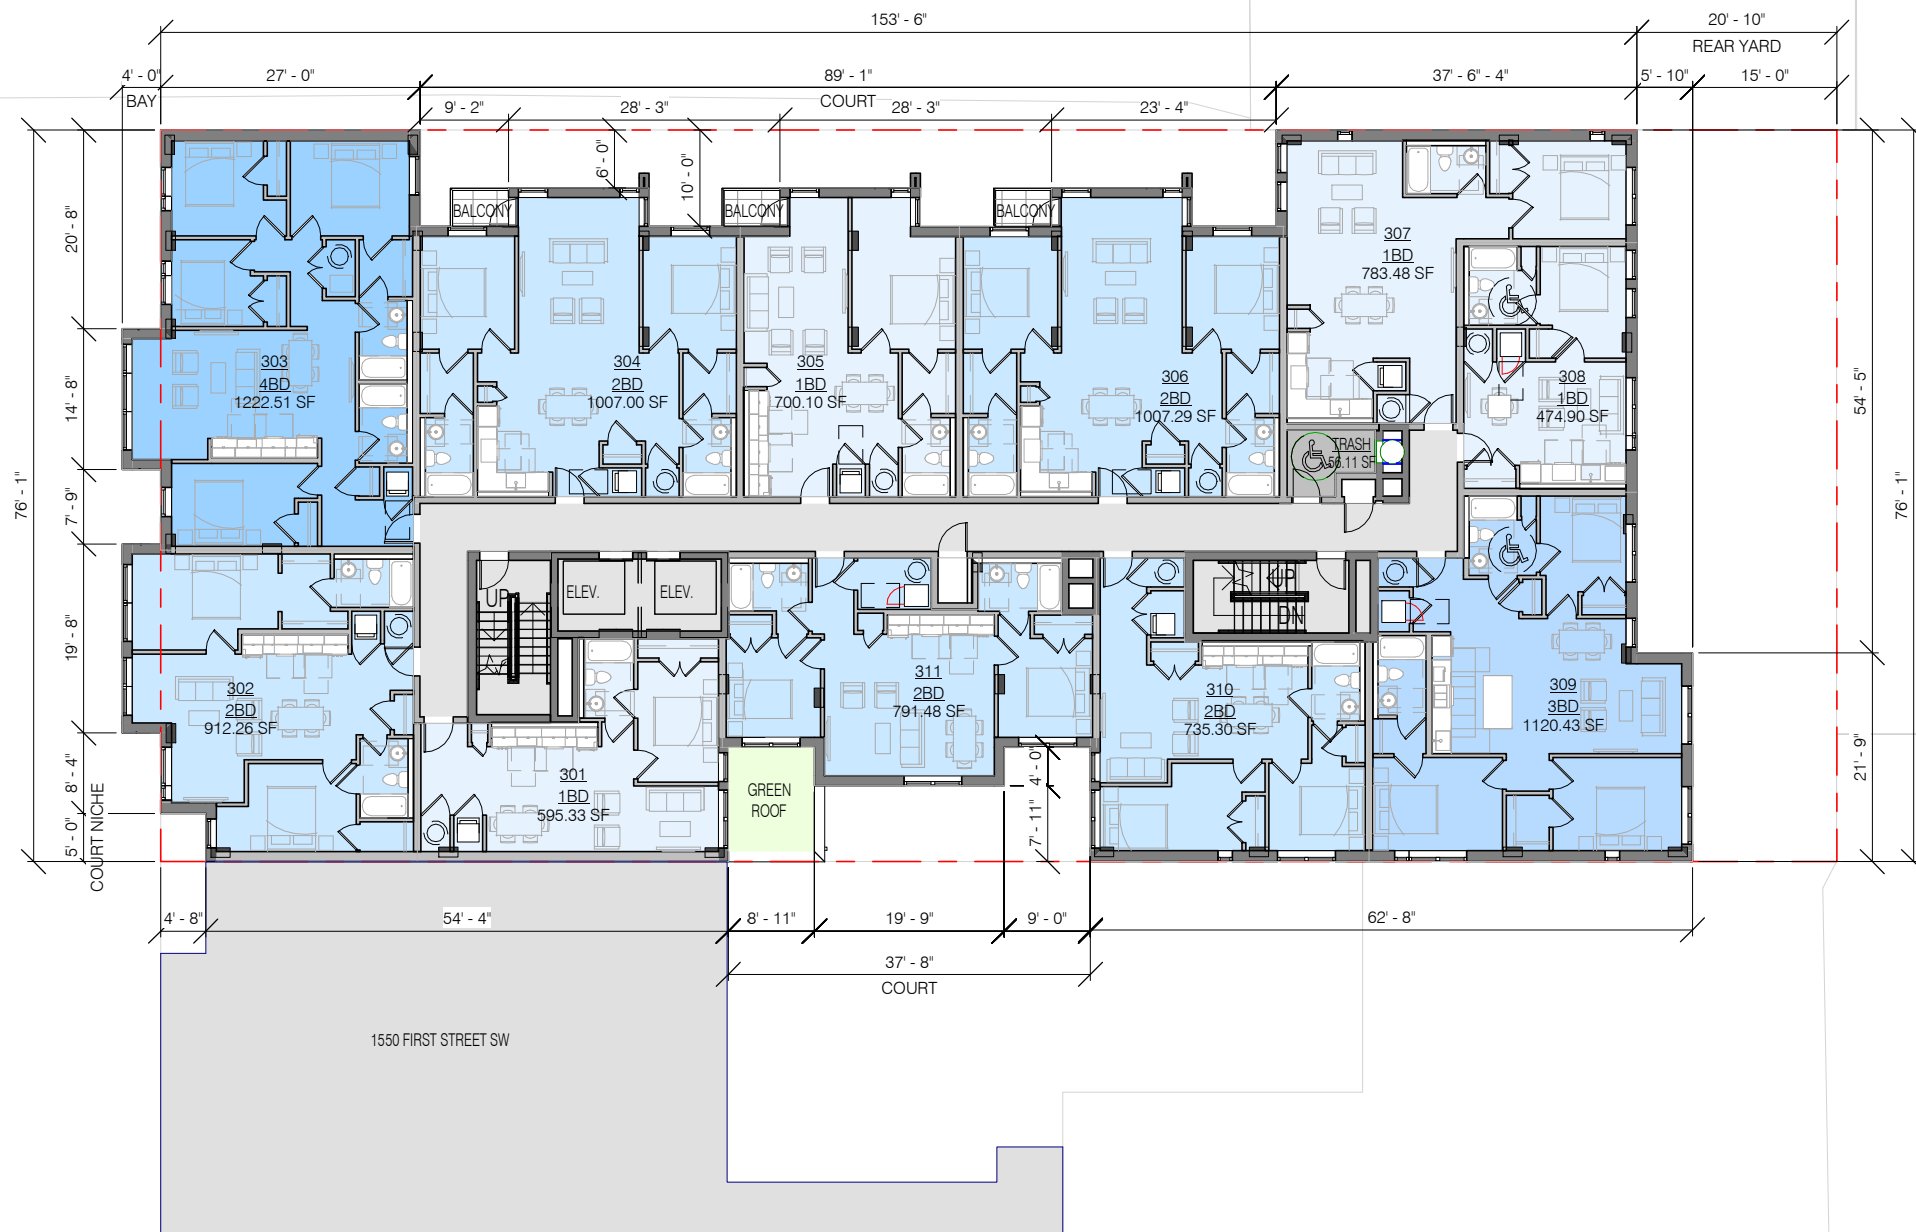 153' - 6"
20' - 10"
REAR YARD
4' - 0"
27' - 0"
89' - 1"
37' - 6" - 4"
5' - 10"
15' - 0"
BAY
COURT
9' - 2"
28' - 3"
28' - 3"
23' - 4"
6' - 0"
10' - 0"
BALCONY
BALCONY
BALCONY
20' - 8"
14' - 8"
7' - 9"
19' - 8"
8' - 4"
5' - 0"
COURT NICHE
76' - 1"
54' - 5"
21' - 9"
76' - 1"
307
1BD
783.48 SF
303
4BD
1222.51 SF
304
2BD
1007.00 SF
305
1BD
700.10 SF
306
2BD
1007.29 SF
308
1BD
474.90 SF
TRASH
56.11 SF
UP
ELEV.
ELEV.
UP
DN
302
2BD
912.26 SF
311
2BD
791.48 SF
310
2BD
735.30 SF
309
3BD
1120.43 SF
301
1BD
595.33 SF
GREEN
ROOF
4' - 0"
7' - 11"
4' - 8"
54' - 4"
8' - 11"
19' - 9"
9' - 0"
62' - 8"
37' - 8"
COURT
1550 FIRST STREET SW